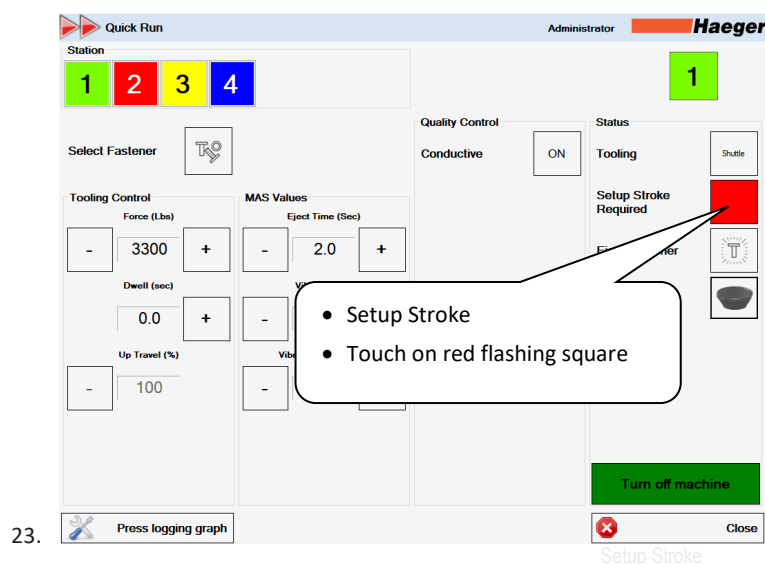 Quick Run
Administrator
Haeger
Station
1 2 3 4
1
Select Fastener
Quality Control
Conductive
ON
Status
Tooling
Shuttle
Setup Stroke
Required
Tooling Control
Force (Lbs)
- 3300 +
Dwell (sec)
0.0 +
Up Travel (%)
- 100
MAS Values
Eject Time (Sec)
- 2.0 +
-
-
• Setup Stroke
• Touch on red flashing square
Turn off machine
23.
Press logging graph
Close
Setup Stroke